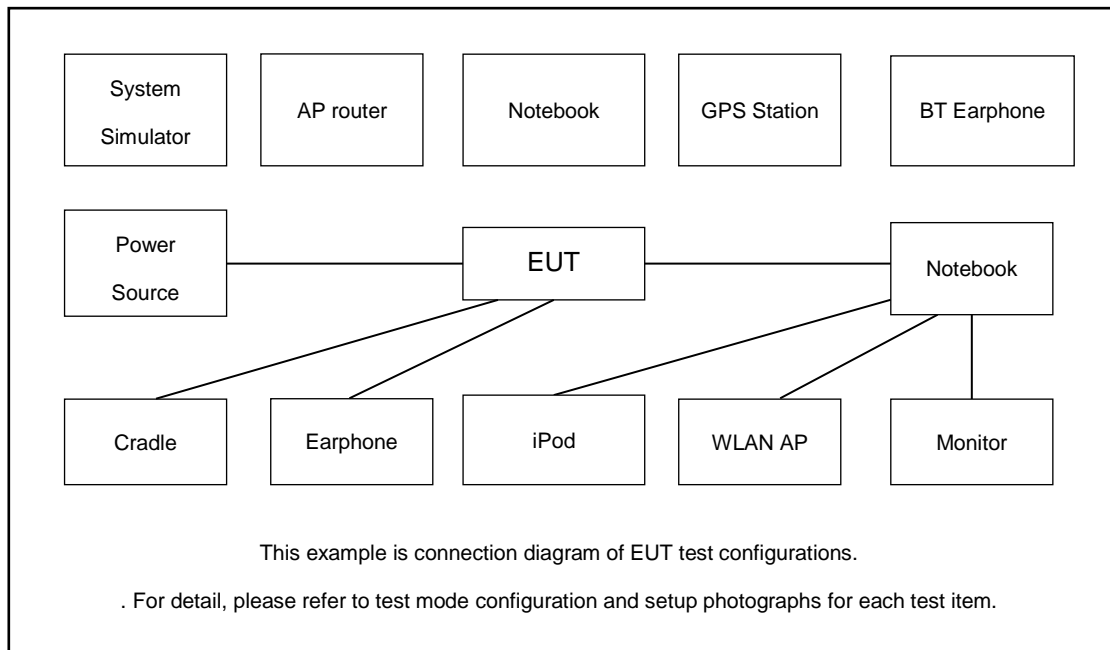 System
Simulator
AP router
Notebook
GPS Station
BT Earphone
Power
Source
EUT
Notebook
Cradle
Earphone
iPod
WLAN AP
Monitor
This example is connection diagram of EUT test configurations.
. For detail, please refer to test mode configuration and setup photographs for each test item.